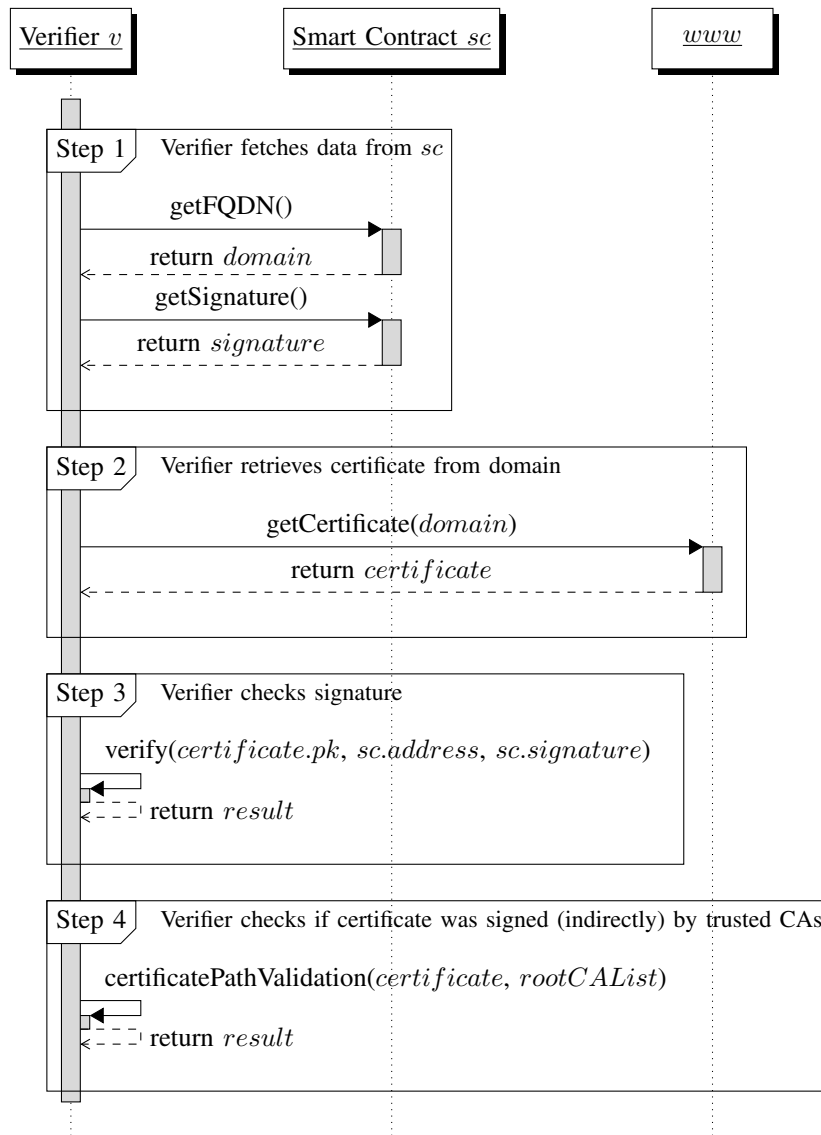 Verifier v Smart Contract sc www
Step 1 Verifier fetches data from sc
getFQDN()
return domain
getSignature()
return signature
Step 2 Verifier retrieves certificate from domain
getCertificate(domain)
return certificate
Step 3 Verifier checks signature
verify(certificate.pk, sc.address, sc.signature)
return result
Step 4 Verifier checks if certificate was signed (indirectly) by trusted CAs
certificatePathValidation(certificate, rootCAList)
return result